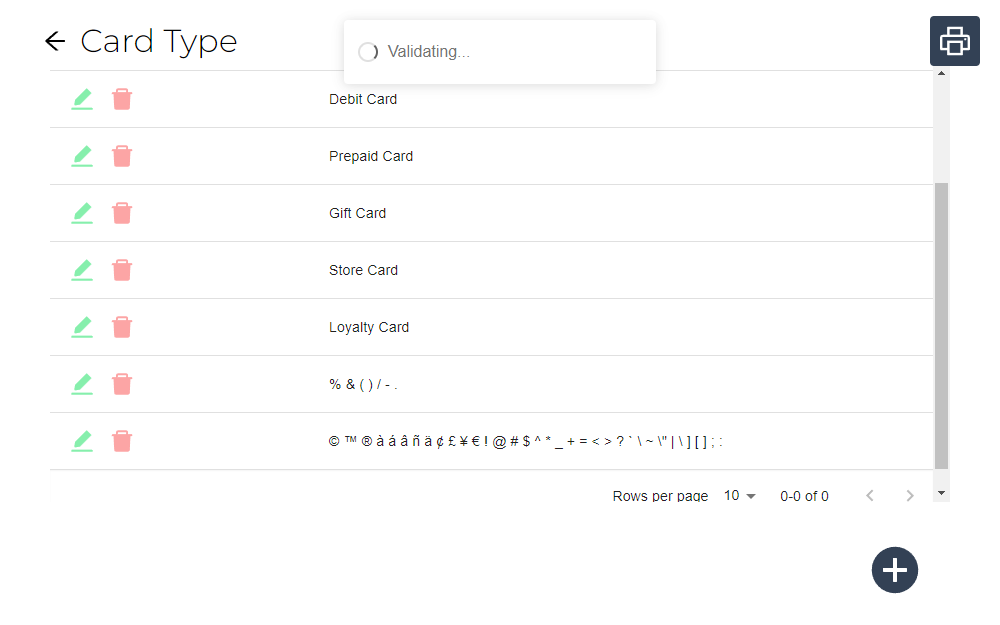 Card Type
Validating...
Debit Card
Prepaid Card
Gift Card
Store Card
Loyalty Card
% & ( ) / - .
© ™ ® à á â ñ ä ¢ £ ¥ € ! @ # $ ^ * _ + = < > ? ` \ ~ \" | \ ] [ ] ; :
Rows per page 10 0-0 of 0